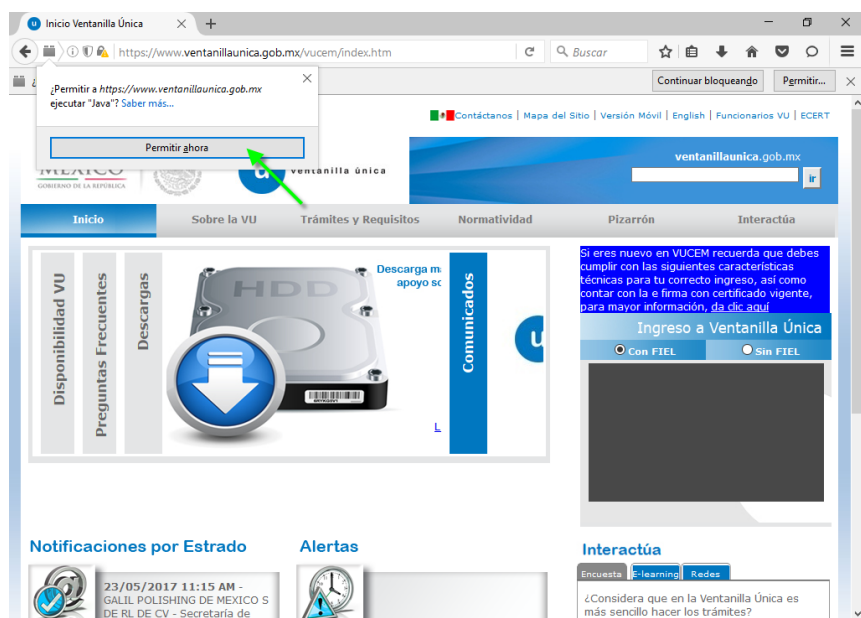 Inicio Ventanilla Única
https://www.ventanillaunica.gob.mx/vucem/index.htm
Buscar
¿Permitir a https://www.ventanillaunica.gob.mx
ejecutar "Java"? Saber más...
Permitir ahora
Continuar bloqueando
Permitir...
Contáctanos | Mapa del Sitio | Versión Móvil | English | Funcionarios VU | ECERT
MÉXICO
GOBIERNO DE LA REPÚBLICA
u
ventanilla única
ventanillaunica.gob.mx
ir
Inicio
Sobre la VU
Trámites y Requisitos
Normatividad
Pizarrón
Interactúa
Disponibilidad VU
Preguntas Frecuentes
Descargas
HDD
Descarga m
apoyo so
L
Comunicados
u
Si eres nuevo en VUCEM recuerda que debes
cumplir con las siguientes características
técnicas para tu correcto ingreso, así como
contar con la e firma con certificado vigente,
para mayor información, da clic aquí
Ingreso a Ventanilla Única
Con FIEL
Sin FIEL
Notificaciones por Estrado
23/05/2017 11:15 AM -
GALIL POLISHING DE MEXICO S
DE RL DE CV - Secretaría de
Alertas
Interactúa
Encuesta
E-learning
Redes
¿Considera que en la Ventanilla Única es
más sencillo hacer los trámites?